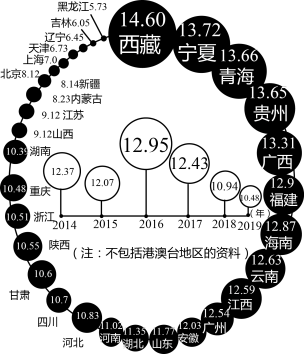 14.60
西藏
13.72
宁夏
13.66
青海
13.65
贵州
13.31
广西
12.9
福建
12.87
海南
12.63
云南
12.59
江西
12.54
广州
12.03
安徽
11.77
山东
11.35
湖北
11.02
河南
10.83
河北
10.7
四川
10.6
甘肃
10.55
陕西
10.51
浙江
10.48
重庆
10.39 湖南
9.12山西
9.12 江苏
8.23内蒙古
8.14新疆
北京8.12
上海7.0
天津6.73
辽宁6.45
吉林6.05
黑龙江5.73
12.37
12.07
12.95
12.43
10.94
10.48
2014 2015 2016 2017 2018 2019 (年)
(注:不包括港澳台地区的资料)